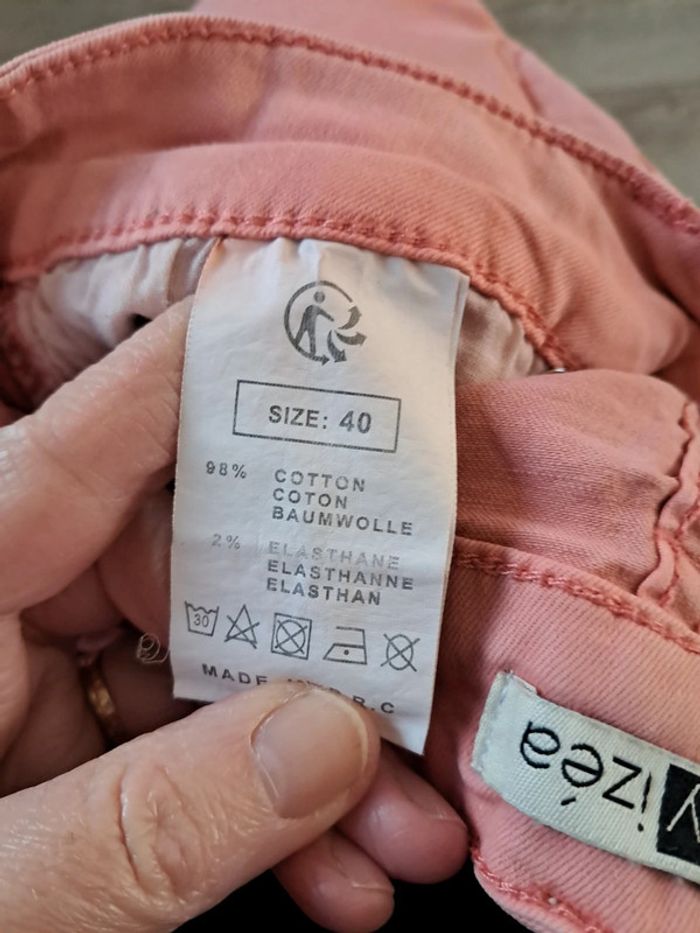 SIZE: 40
98% COTTON
COTON
BAUMWOLLE
2% ELASTHANE
ELASTHANNE
ELASTHAN
30
MADE
izéa